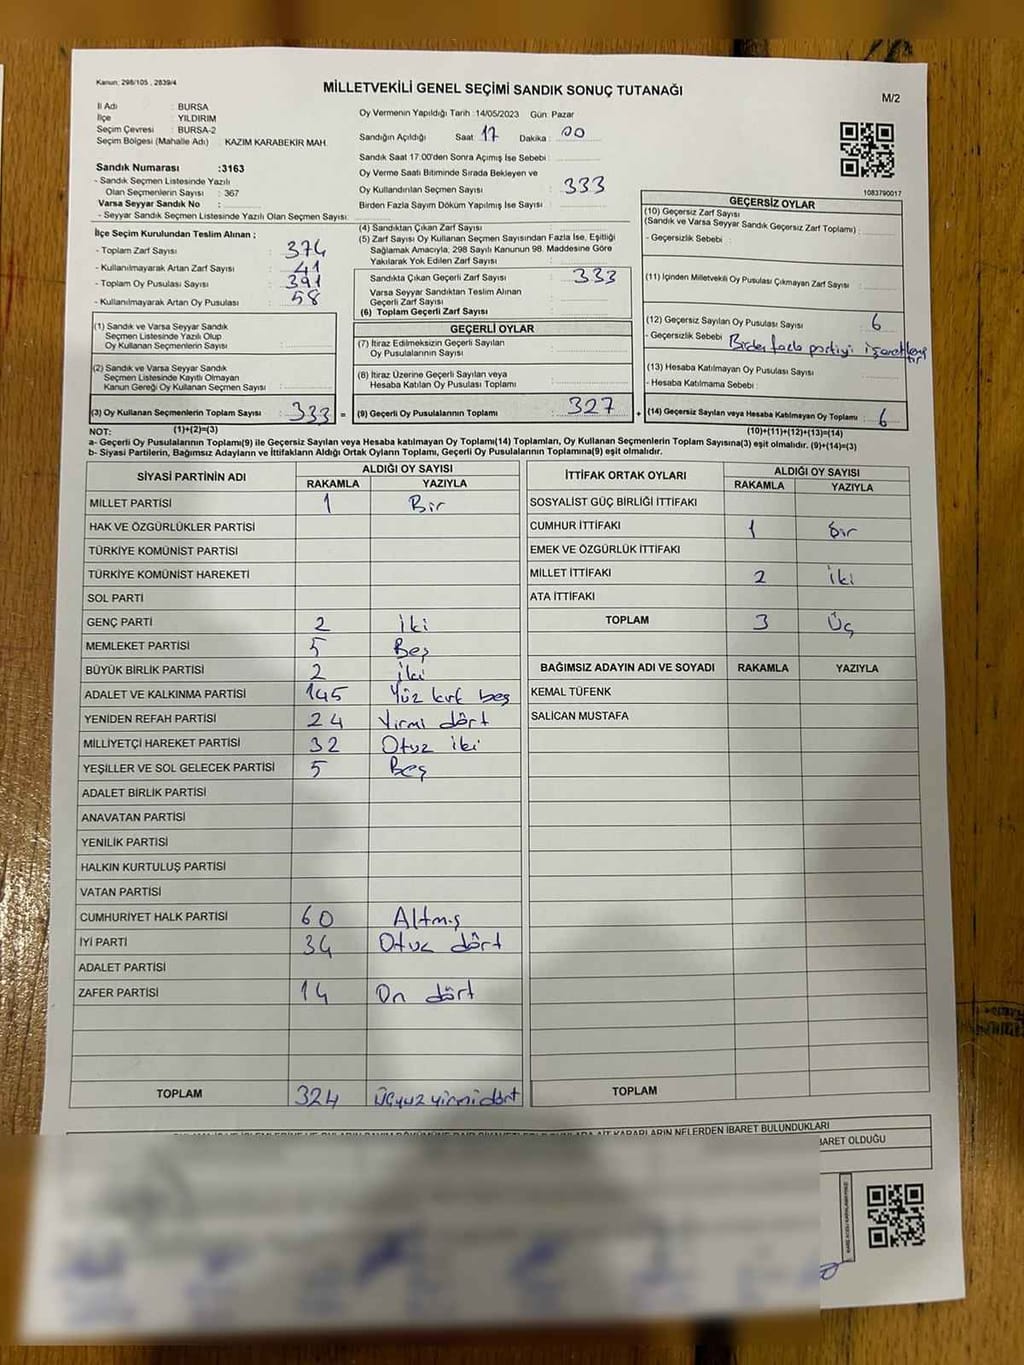 Kanun, 298/105 , 2839/4
MİLLETVEKİLİ GENEL SEÇİMİ SANDIK SONUÇ TUTANAĞI
M/2
İl Adı : BURSA
İlçe : YILDIRIM
Seçim Çevresi : BURSA-2
Seçim Bölgesi (Mahalle Adı) : KAZIM KARABEKİR MAH.
Sandık Numarası :3163
- Sandık Seçmen Listesinde Yazılı
Olan Seçmenlerin Sayısı : 367
Varsa Seyyar Sandık No :
- Seyyar Sandık Seçmen Listesinde Yazılı Olan Seçmen Sayısı:
İlçe Seçim Kurulundan Teslim Alınan ;
- Toplam Zarf Sayısı : 374
- Kullanılmayarak Artan Zarf Sayısı : 41
- Toplam Oy Pusulası Sayısı : 391
- Kullanılmayarak Artan Oy Pusulası : 58
(1) Sandık ve Varsa Seyyar Sandık
Seçmen Listesinde Yazılı Olup
Oy Kullanan Seçmenlerin Sayısı :
(2) Sandık ve Varsa Seyyar Sandık
Seçmen Listesinde Kayıtlı Olmayan
Kanun Gereği Oy Kullanan Seçmen Sayısı :
(3) Oy Kullanan Seçmenlerin Toplam Sayısı : 333 =
(1)+(2)=(3)
Oy Vermenin Yapıldığı Tarih :14/05/2023 Gün: Pazar
Sandığın Açıldığı Saat : 17 Dakika : 00
Sandık Saat 17:00'den Sonra Açımış İse Sebebi :
Oy Verme Saati Bitiminde Sırada Bekleyen ve
Oy Kullandırılan Seçmen Sayısı : 333
Birden Fazla Sayım Döküm Yapılmış İse Sayısı :
(4) Sandıktan Çıkan Zarf Sayısı :
(5) Zarf Sayısı Oy Kullanan Seçmen Sayısından Fazla İse, Eşitliği
Sağlamak Amacıyla, 298 Sayılı Kanunun 98. Maddesine Göre
Yakılarak Yok Edilen Zarf Sayısı :
Sandıkta Çıkan Geçerli Zarf Sayısı : 333
Varsa Seyyar Sandıktan Teslim Alınan
Geçerli Zarf Sayısı :
(6) Toplam Geçerli Zarf Sayısı :
GEÇERLİ OYLAR
(7) İtiraz Edilmeksizin Geçerli Sayılan
Oy Pusulalarının Sayısı :
(8) İtiraz Üzerine Geçerli Sayılan veya
Hesaba Katılan Oy Pusulası Toplamı :
(9) Geçerli Oy Pusulalarının Toplamı : 327 +
1083790017
GEÇERSİZ OYLAR
(10) Geçersiz Zarf Sayısı
(Sandık ve Varsa Seyyar Sandık Geçersiz Zarf Toplamı) :
- Geçersizlik Sebebi :
(11) İçinden Milletvekili Oy Pusulası Çıkmayan Zarf Sayısı :
(12) Geçersiz Sayılan Oy Pusulası Sayısı : 6
- Geçersizlik Sebebi : Birden fazla partiyi
(13) Hesaba Katılmayan Oy Pusulası Sayısı :
- Hesaba Katılmama Sebebi :
(14) Geçersiz Sayılan veya Hesaba Katılmayan Oy Toplamı : 6
(10)+(11)+(12)+(13)=(14)
NOT:
a- Geçerli Oy Pusulalarının Toplamı(9) ile Geçersiz Sayılan veya Hesaba katılmayan Oy Toplamı(14) Toplamları, Oy Kullanan Seçmenlerin Toplam Sayısına(3) eşit olmalıdır. (9)+(14)=(3)
b- Siyasi Partilerin, Bağımsız Adayların ve İttifakların Aldığı Ortak Oyların Toplamı, Geçerli Oy Pusulalarının Toplamına(9) eşit olmalıdır.
SİYASİ PARTİNİN ADI ALDIĞI OY SAYISI
RAKAMLA YAZIYLA
MİLLET PARTİSİ 1 Bir
HAK VE ÖZGÜRLÜKLER PARTİSİ
TÜRKİYE KOMÜNİST PARTİSİ
TÜRKİYE KOMÜNİST HAREKETİ
SOL PARTİ
GENÇ PARTİ 2 iki
MEMLEKET PARTİSİ 5 Beş
BÜYÜK BİRLİK PARTİSİ 2 iki
ADALET VE KALKINMA PARTİSİ 145 Yüz kırk beş
YENİDEN REFAH PARTİSİ 24 Yirmi dört
MİLLİYETÇİ HAREKET PARTİSİ 32 Otuz iki
YEŞİLLER VE SOL GELECEK PARTİSİ 5 Beş
ADALET BİRLİK PARTİSİ
ANAVATAN PARTİSİ
YENİLİK PARTİSİ
HALKIN KURTULUŞ PARTİSİ
VATAN PARTİSİ
CUMHURİYET HALK PARTİSİ 60 Altmış
İYİ PARTİ 34 Otuz dört
ADALET PARTİSİ
ZAFER PARTİSİ 14 On dört
TOPLAM 324 üçyüz yirmi dört
İTTİFAK ORTAK OYLARI ALDIĞI OY SAYISI
RAKAMLA YAZIYLA
SOSYALİST GÜÇ BİRLİĞİ İTTİFAKI
CUMHUR İTTİFAKI 1 Bir
EMEK VE ÖZGÜRLÜK İTTİFAKI
MİLLET İTTİFAKI 2 iki
ATA İTTİFAKI
TOPLAM 3 Üç
BAĞIMSIZ ADAYIN ADI VE SOYADI RAKAMLA YAZIYLA
KEMAL TÜFENK
SALİCAN MUSTAFA
TOPLAM
KARARLARIN NELERDEN İBARET BULUNDUKLARI
İBARET OLDUĞU